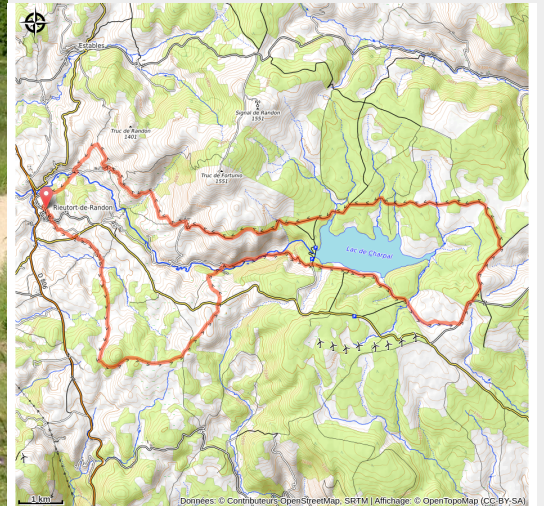 Estables
Signal de Randon
1551
Truc de Randon
1401
Truc de Fortunio
1551
Rieutort-de-Randon
Lac de Charpal
D 806
1 km
Données: © Contributeurs OpenStreetMap, SRTM | Affichage: © OpenTopoMap (CC-BY-SA)